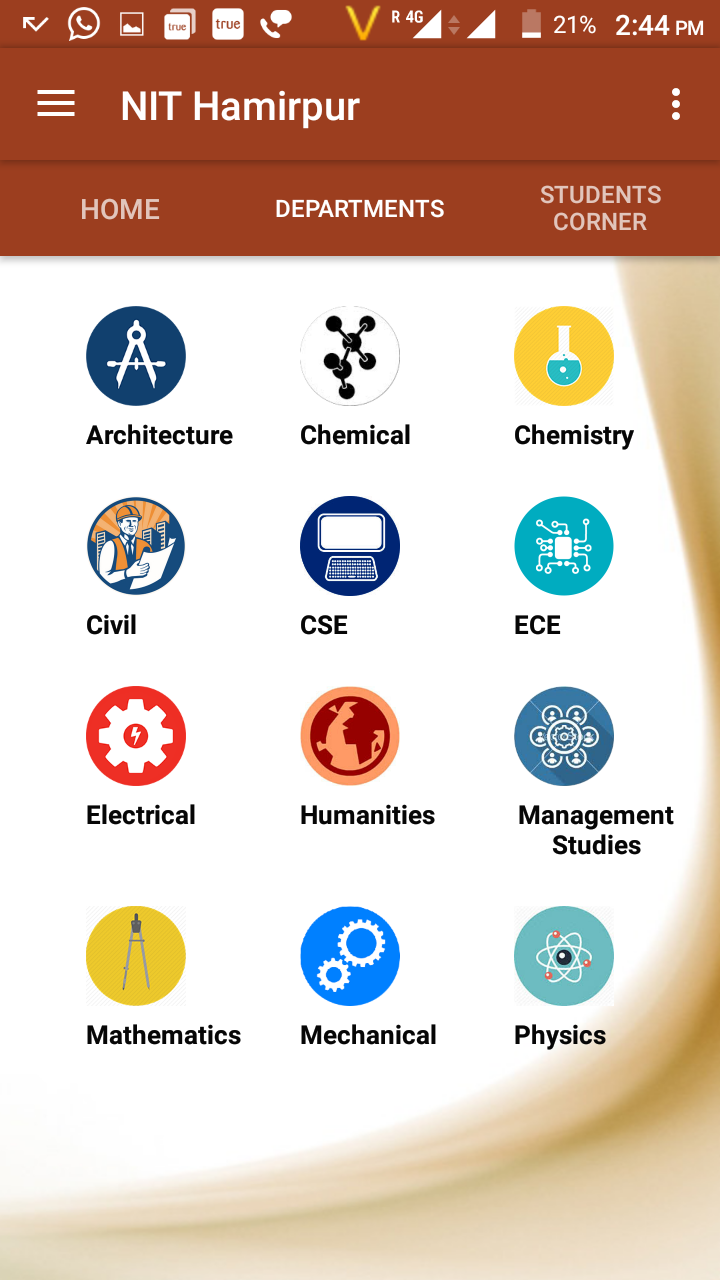 true true R 4G 21% 2:44 PM
NIT Hamirpur
HOME DEPARTMENTS STUDENTS
CORNER
Architecture Chemical Chemistry
Civil CSE ECE
Electrical Humanities Management
Studies
Mathematics Mechanical Physics